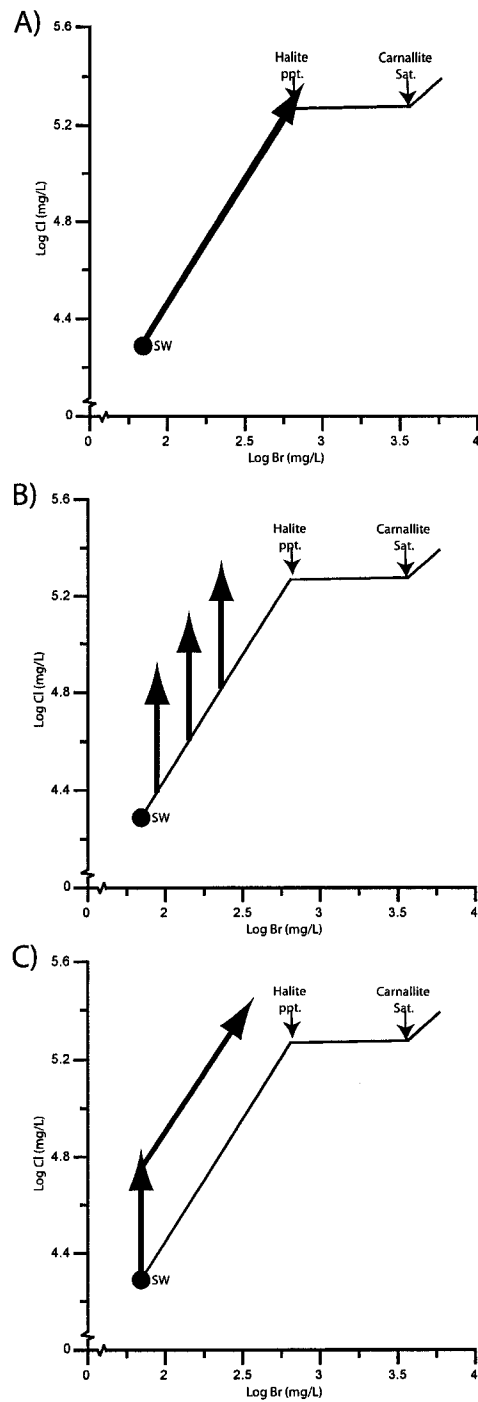 A)
5.6
5.2
4.8
4.4
0
Log Cl (mg/L)
Halite
ppt.
Carnallite
Sat.
SW
0
2
2.5
3
3.5
4
Log Br (mg/L)
B)
5.6
5.2
4.8
4.4
0
Log Cl (mg/L)
Halite
ppt.
Carnallite
Sat.
SW
0
2
2.5
3
3.5
4
Log Br (mg/L)
C)
5.6
5.2
4.8
4.4
0
Log Cl (mg/L)
Halite
ppt.
Carnallite
Sat.
SW
0
2
2.5
3
3.5
4
Log Br (mg/L)